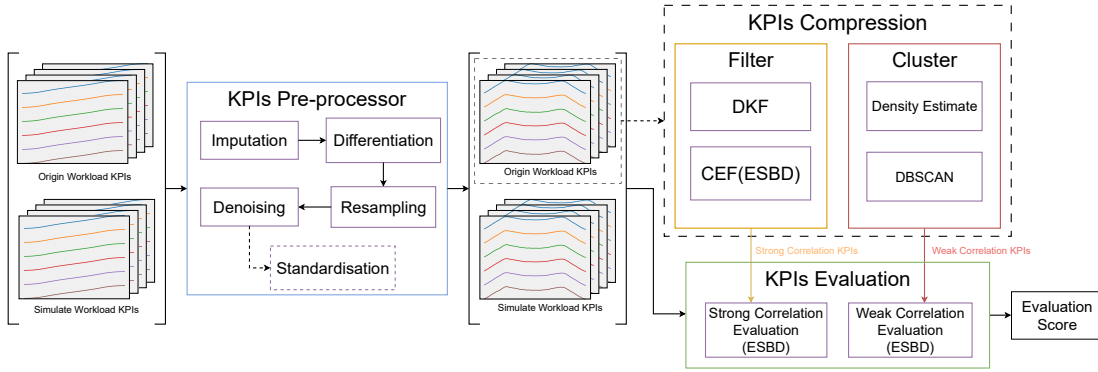 Origin Workload KPIs
Simulate Workload KPIs
KPIs Pre-processor
Imputation
Differentiation
Denoising
Resampling
Standardisation
Origin Workload KPIs
Simulate Workload KPIs
KPIs Compression
Filter
DKF
CEF(ESBD)
Cluster
Density Estimate
DBSCAN
Strong Correlation KPIs
Weak Correlation KPIs
KPIs Evaluation
Strong Correlation
Evaluation
(ESBD)
Weak Correlation
Evaluation
(ESBD)
Evaluation
Score